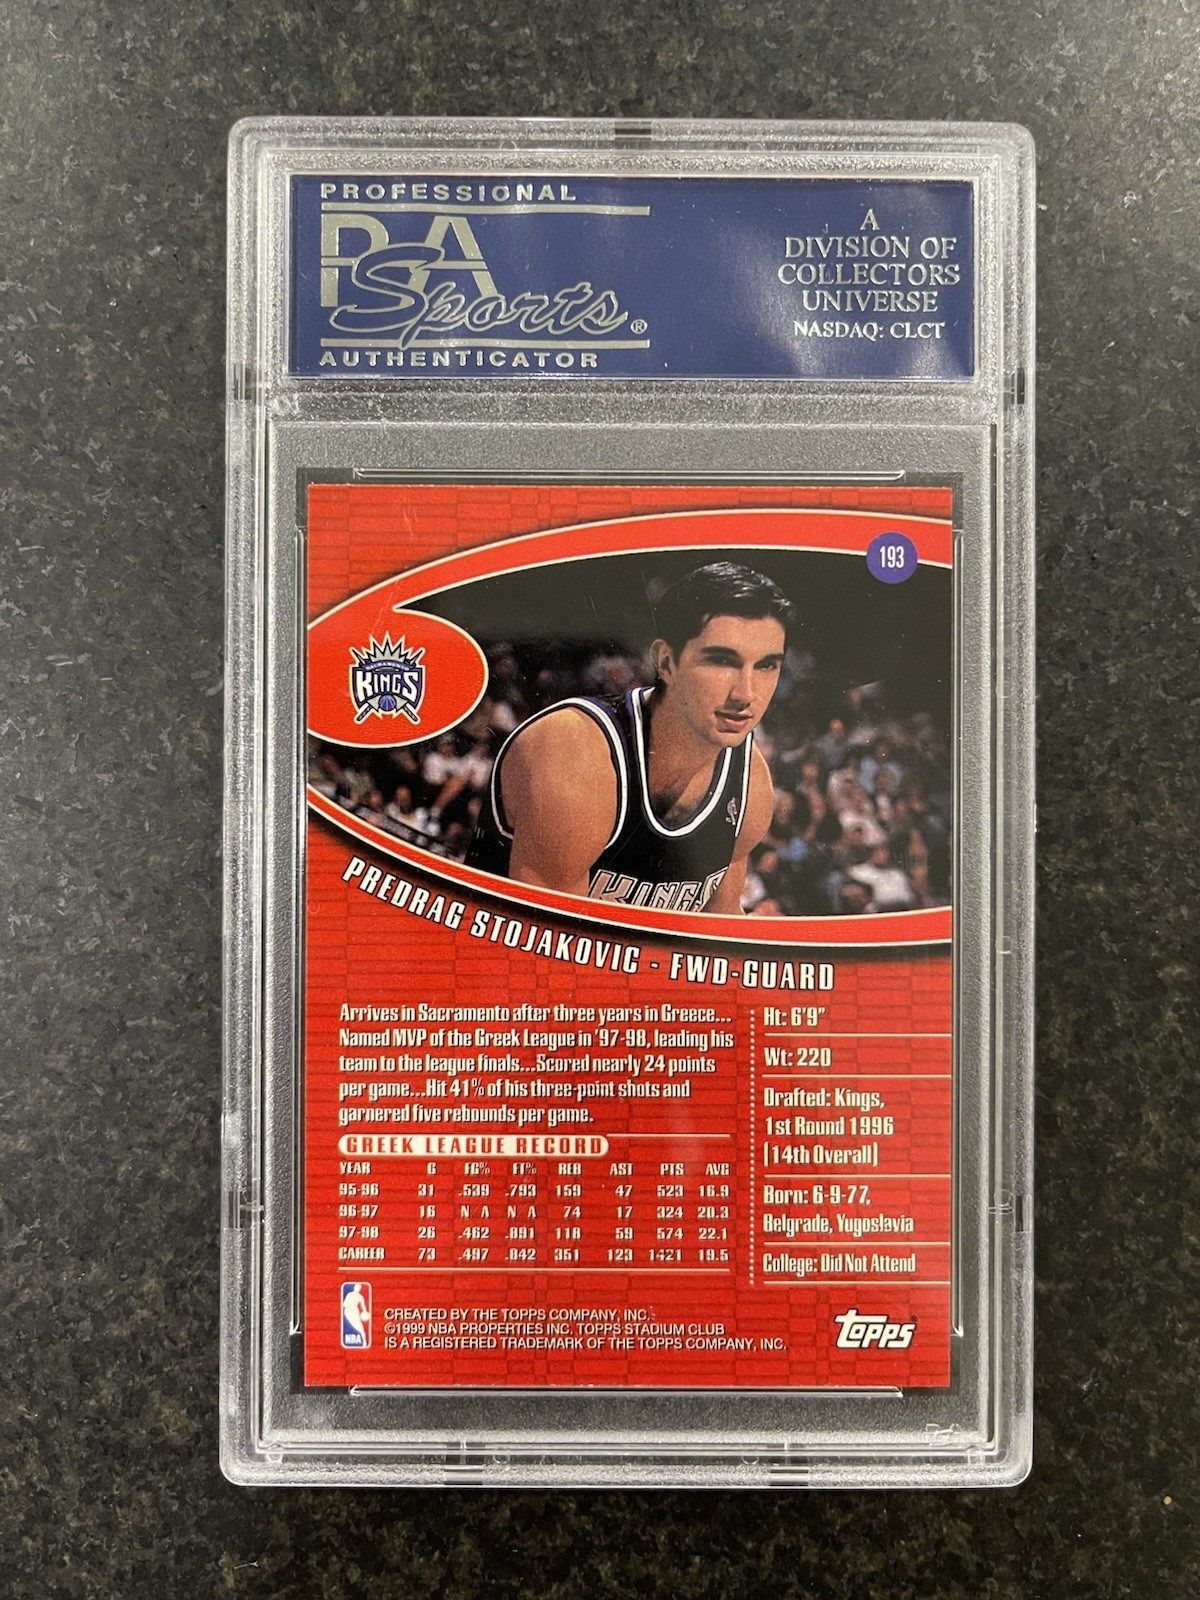 PROFESSIONAL
PSA
Sports®
AUTHENTICATOR
A
DIVISION OF
COLLECTORS
UNIVERSE
NASDAQ: CLCT
193
SACRAMENTO
KINGS
KINGS
PREDRAG STOJAKOVIC - FWD-GUARD
Arrives in Sacramento after three years in Greece...
Named MVP of the Greek League in '97-98, leading his
team to the league finals...Scored nearly 24 points
per game...Hit 41% of his three-point shots and
garnered five rebounds per game.
GREEK LEAGUE RECORD
YEAR G FG% FT% REB AST PTS AVG
95-96 31 .539 .793 159 47 523 16.9
96-97 16 N A N A 74 17 324 20.3
97-98 26 .462 .891 118 59 574 22.1
CAREER 73 .497 .842 351 123 1421 19.5
Ht: 6'9"
Wt: 220
Drafted: Kings,
1st Round 1996
(14th Overall)
Born: 6-9-77,
Belgrade, Yugoslavia
College: Did Not Attend
NBA
CREATED BY THE TOPPS COMPANY, INC.
©1999 NBA PROPERTIES INC. TOPPS STADIUM CLUB
IS A REGISTERED TRADEMARK OF THE TOPPS COMPANY, INC.
TOPPS